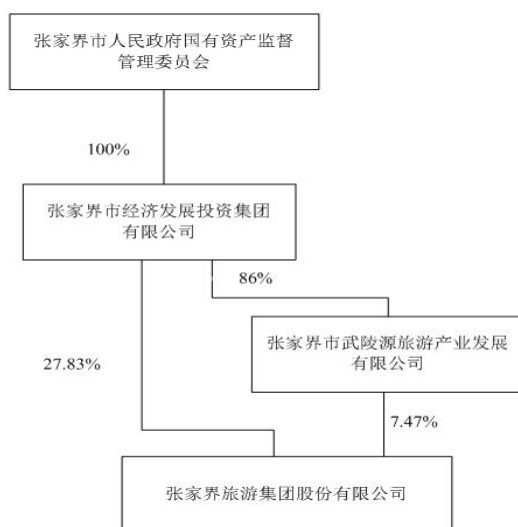 张家界市人民政府国有资产监督
管理委员会
100%
张家界市经济发展投资集团
有限公司
86%
张家界市武陵源旅游产业发展
有限公司
27.83%
7.47%
张家界旅游集团股份有限公司